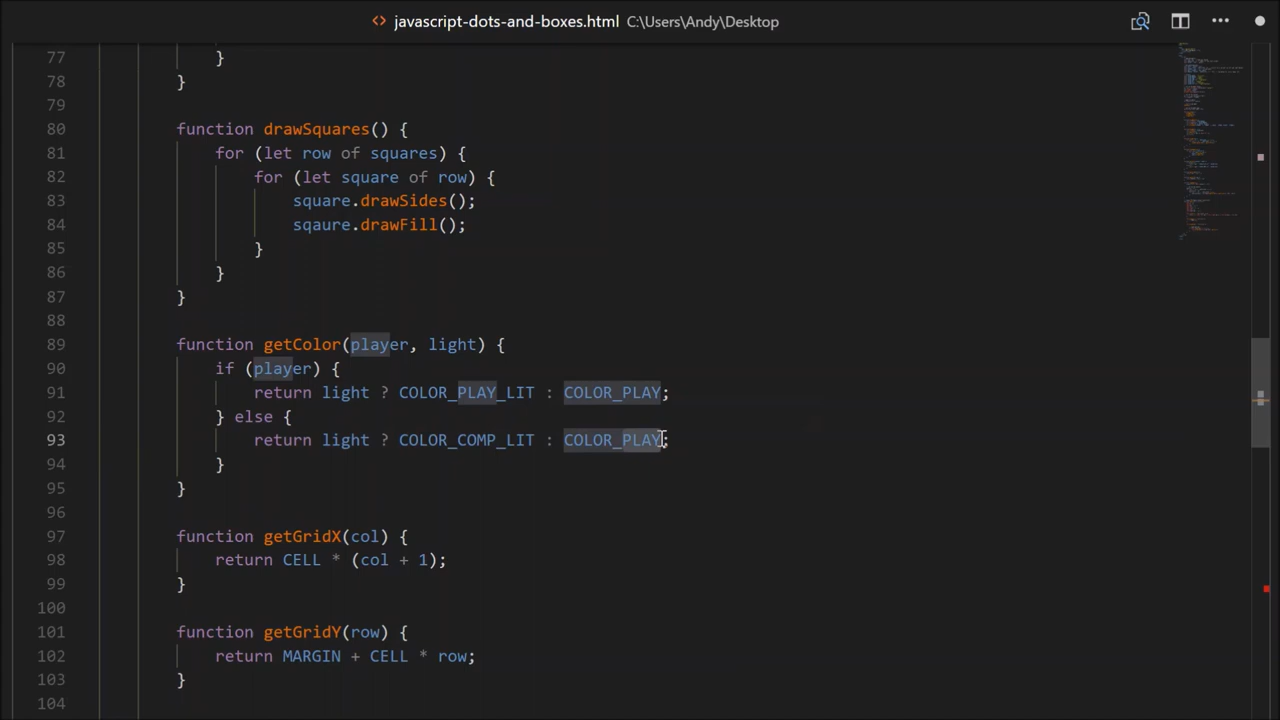 <> javascript-dots-and-boxes.html C:\Users\Andy\Desktop
77 }
78 }
79
80 function drawSquares() {
81 for (let row of squares) {
82 for (let square of row) {
83 square.drawSides();
84 sqaure.drawFill();
85 }
86 }
87 }
88
89 function getColor(player, light) {
90 if (player) {
91 return light ? COLOR_PLAY_LIT : COLOR_PLAY;
92 } else {
93 return light ? COLOR_COMP_LIT : COLOR_PLAY;
94 }
95 }
96
97 function getGridX(col) {
98 return CELL * (col + 1);
99 }
100
101 function getGridY(row) {
102 return MARGIN + CELL * row;
103 }
104